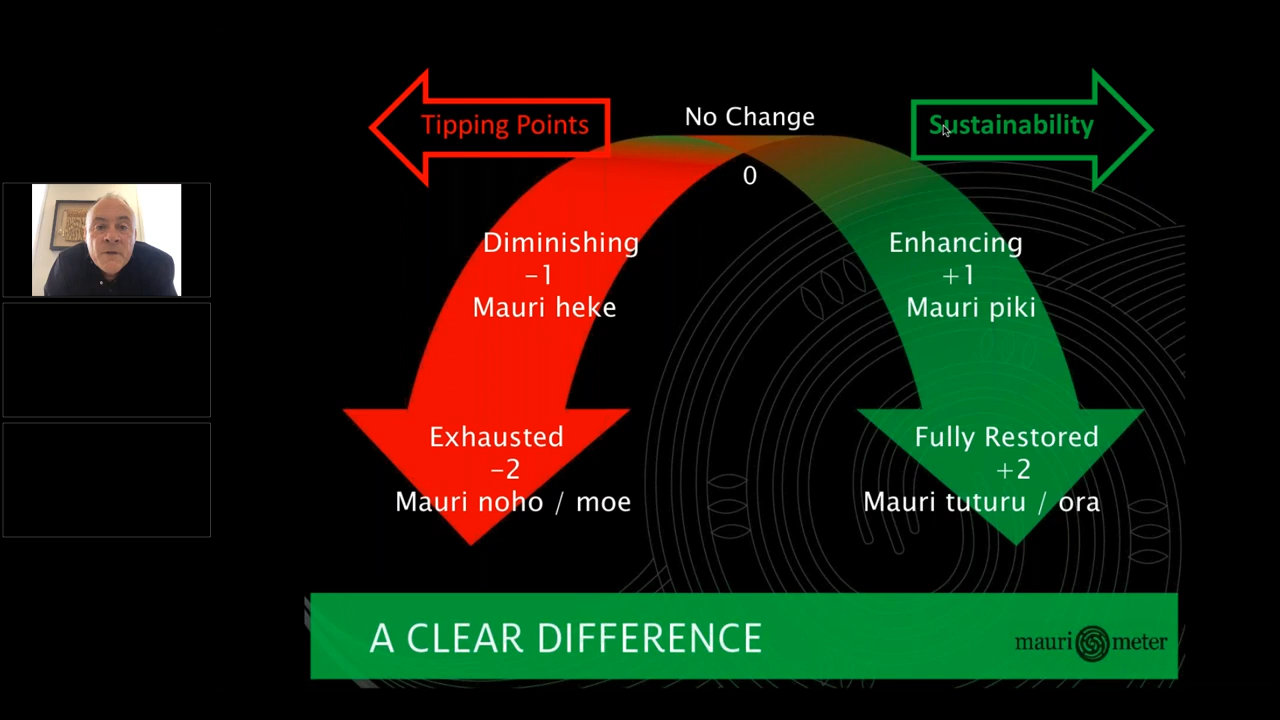 Tipping Points
No Change
Sustainability
0
Diminishing
-1
Mauri heke
Enhancing
+1
Mauri piki
Exhausted
-2
Mauri noho / moe
Fully Restored
+2
Mauri tuturu / ora
A CLEAR DIFFERENCE
mauri meter